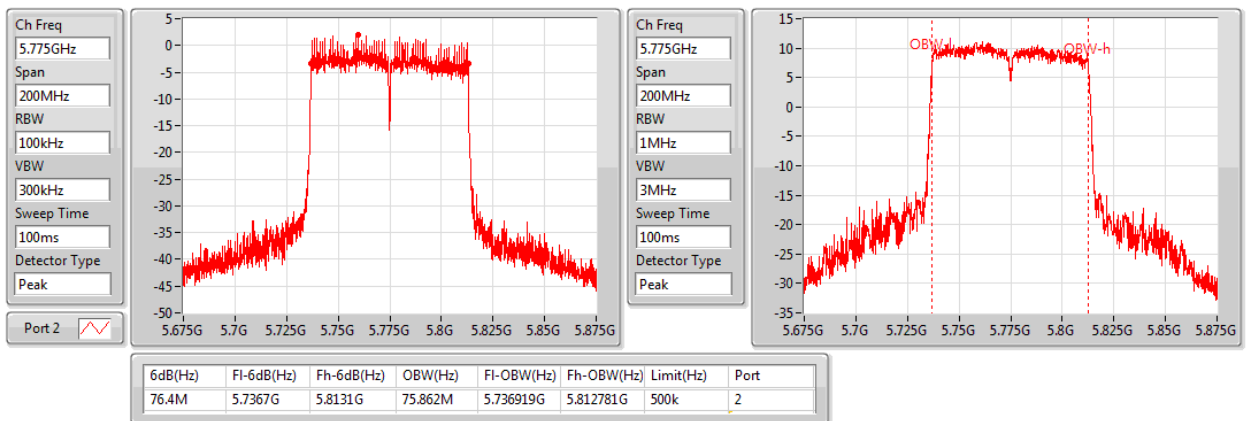 Ch Freq
5.775GHz
Span
200MHz
RBW
100kHz
VBW
300kHz
Sweep Time
100ms
Detector Type
Peak
Port 2
5-
0-
-5-
-10-
-15-
-20-
-25-
-30-
-35-
-40-
-45-
-50-
5.675G 5.7G 5.725G 5.75G 5.775G 5.8G 5.825G 5.85G 5.875G
Ch Freq
5.775GHz
Span
200MHz
RBW
1MHz
VBW
3MHz
Sweep Time
100ms
Detector Type
Peak
15-
10-
5-
0-
-5-
-10-
-15-
-20-
-25-
-30-
-35-
OBW-l
OBW-h
5.675G 5.7G 5.725G 5.75G 5.775G 5.8G 5.825G 5.85G 5.875G
6dB(Hz) Fl-6dB(Hz) Fh-6dB(Hz) OBW(Hz) Fl-OBW(Hz) Fh-OBW(Hz) Limit(Hz) Port
76.4M 5.7367G 5.8131G 75.862M 5.736919G 5.812781G 500k 2